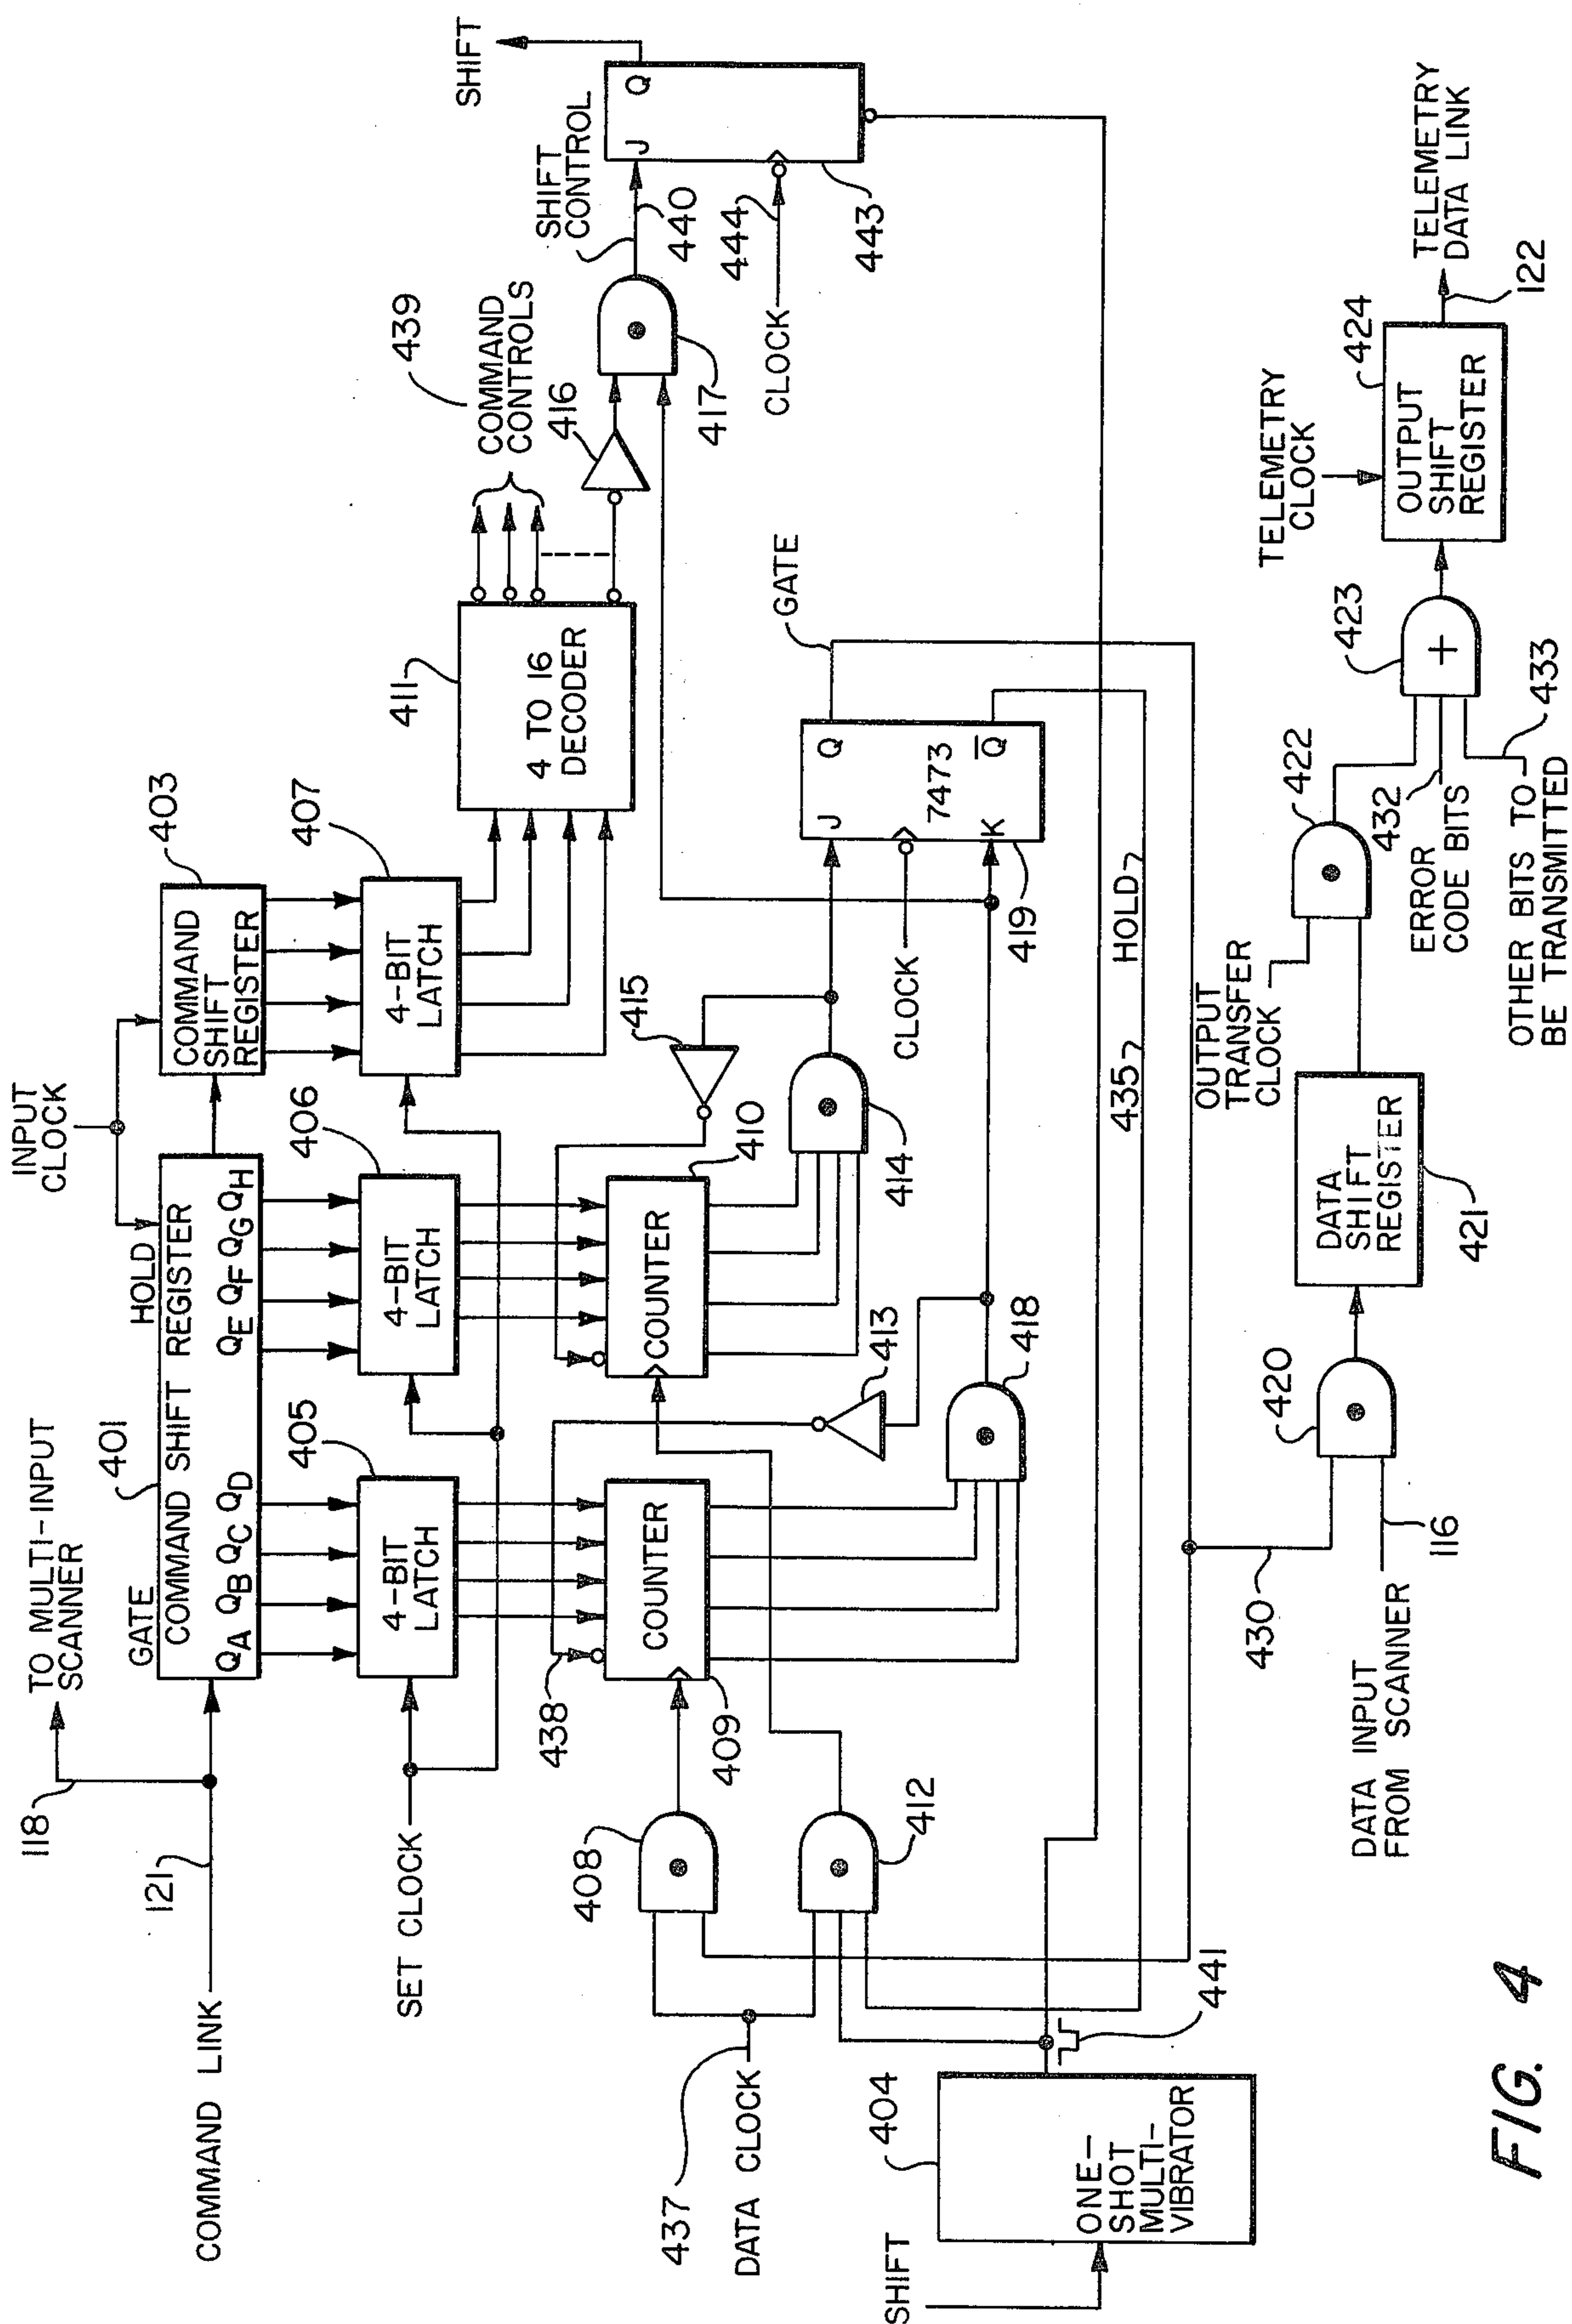 COMMAND LINK
121
118
TO MULTI-INPUT
SCANNER
GATE
401
HOLD
COMMAND SHIFT REGISTER
QA QB QC QD
QE QF QG QH
INPUT
CLOCK
403
COMMAND
SHIFT
REGISTER
SET CLOCK
405
4-BIT
LATCH
406
4-BIT
LATCH
407
4-BIT
LATCH
411
4 TO 16
DECODER
439
COMMAND
CONTROLS
416
417
SHIFT
CONTROL
440
SHIFT
J
Q
444
CLOCK
443
438
COUNTER
409
410
COUNTER
415
413
414
418
408
412
437
DATA CLOCK
404
ONE-
SHOT
MULTI-
VIBRATOR
SHIFT
441
J
Q
7473
K
Q
CLOCK
419
GATE
HOLD
435
430
DATA INPUT
FROM SCANNER
116
420
DATA
SHIFT
REGISTER
421
OUTPUT
TRANSFER
CLOCK
422
432
ERROR
CODE BITS
433
OTHER BITS TO
BE TRANSMITTED
423
+
TELEMETRY
CLOCK
424
OUTPUT
SHIFT
REGISTER
122
TELEMETRY
DATA LINK
FIG. 4